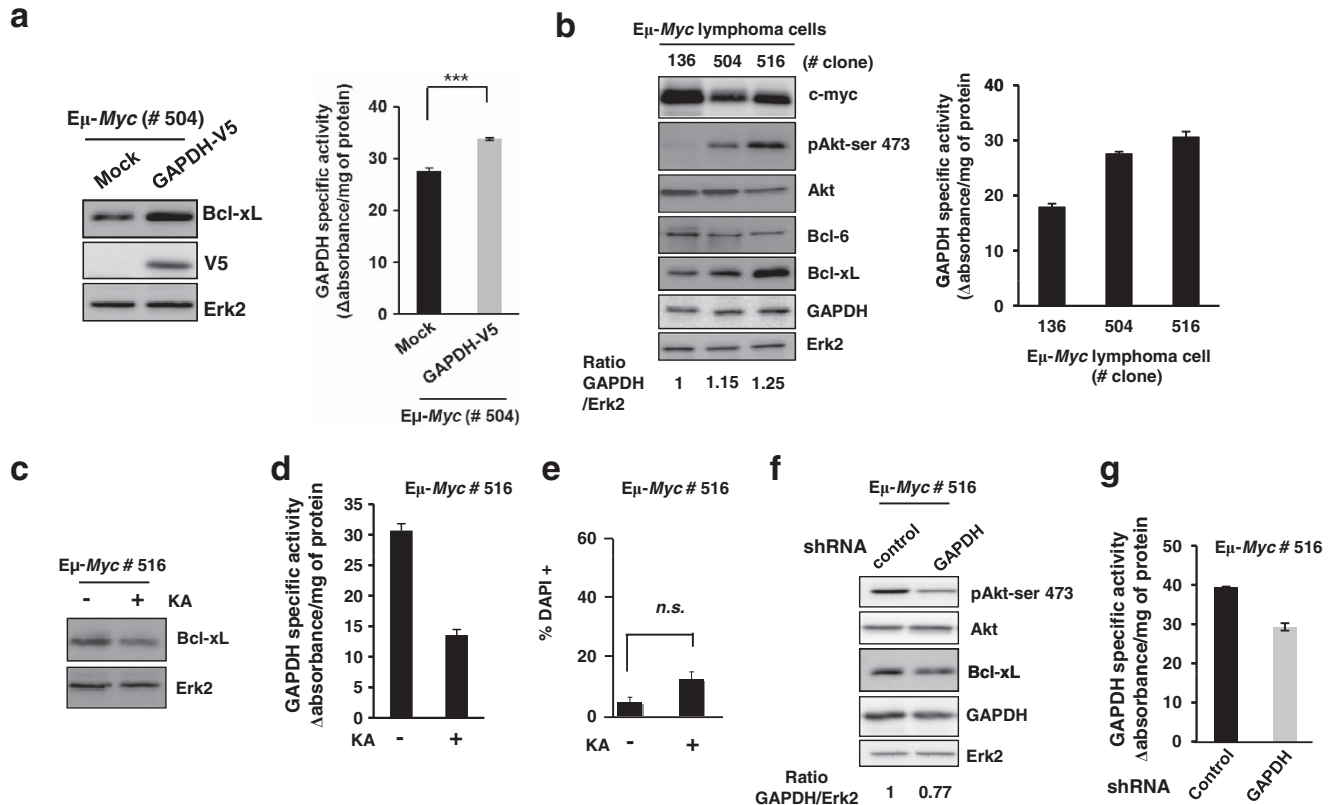 a
Eμ-Myc (# 504)
Mock
GAPDH-V5
Bcl-xL
V5
Erk2
***
GAPDH specific activity
(Δabsorbance/mg of protein)
40
30
20
10
0
Mock
GAPDH-V5
Eμ-Myc (# 504)
b
Eμ-Myc lymphoma cells
136 504 516 (# clone)
c-myc
pAkt-ser 473
Akt
Bcl-6
Bcl-xL
GAPDH
Erk2
Ratio
GAPDH
/Erk2
1 1.15 1.25
GAPDH specific activity
(Δabsorbance/mg of protein
40
30
20
10
0
136 504 516
Eμ-Myc lymphoma cell
(# clone)
c
Eμ-Myc # 516
- + KA
Bcl-xL
Erk2
d
Eμ-Myc # 516
GAPDH specific activity
Δabsorbance/mg of protein
35
30
25
20
15
10
5
0
KA - +
e
Eμ-Myc # 516
% DAPI +
60
40
20
0
n.s.
KA - +
f
Eμ-Myc # 516
shRNA
control
GAPDH
pAkt-ser 473
Akt
Bcl-xL
GAPDH
Erk2
Ratio
GAPDH/Erk2 1 0.77
g
Eμ-Myc # 516
GAPDH specific activity
Δabsorbance/mg of protein
50
40
30
20
10
0
shRNA
Control
GAPDH